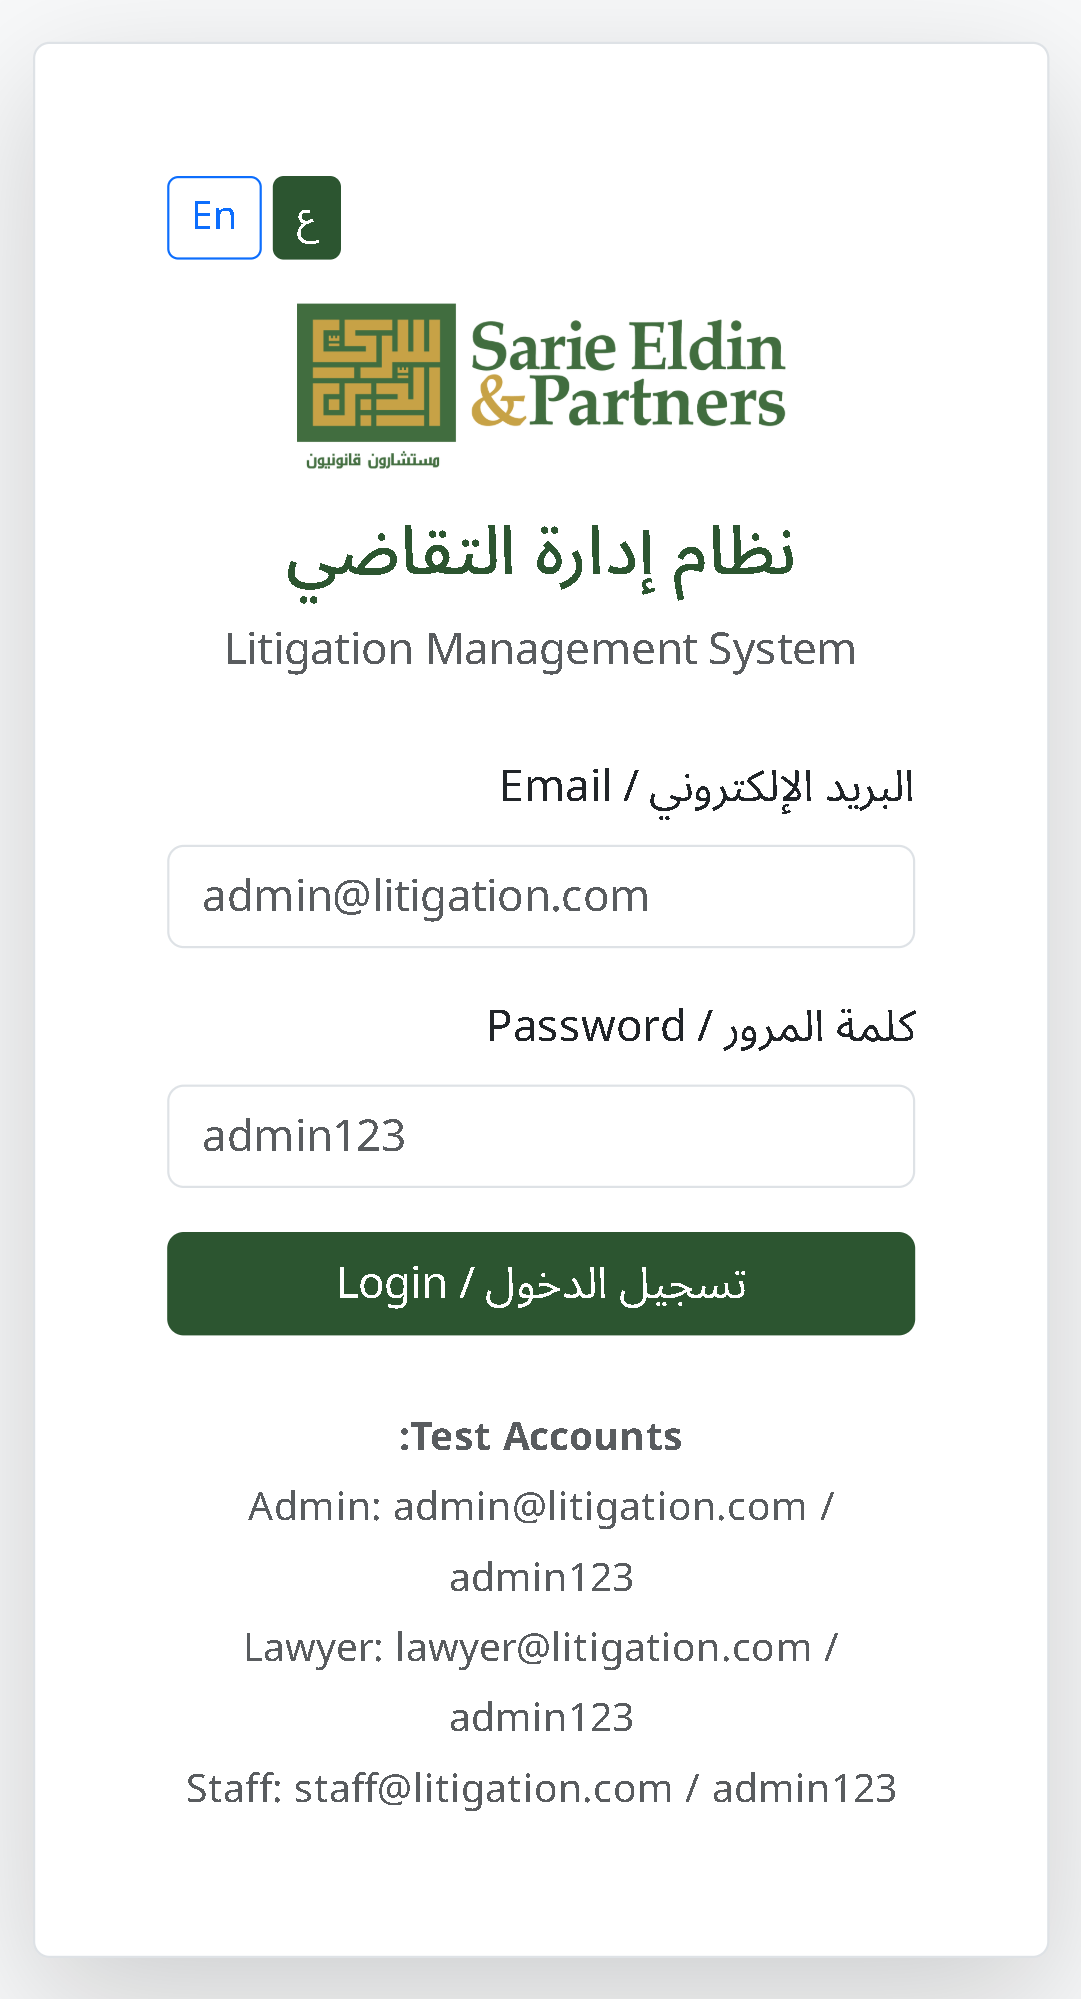 En ع
سري الدين
Sarie Eldin
&Partners
مستشارون قانونيون
نظام إدارة التقاضي
Litigation Management System
البريد الإلكتروني / Email
admin@litigation.com
كلمة المرور / Password
admin123
تسجيل الدخول / Login
:Test Accounts
Admin: admin@litigation.com /
admin123
Lawyer: lawyer@litigation.com /
admin123
Staff: staff@litigation.com / admin123